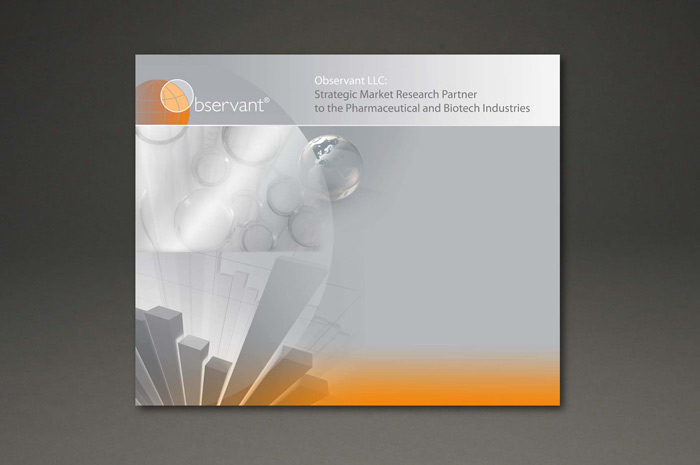 Observant®
Observant LLC:
Strategic Market Research Partner
to the Pharmaceutical and Biotech Industries